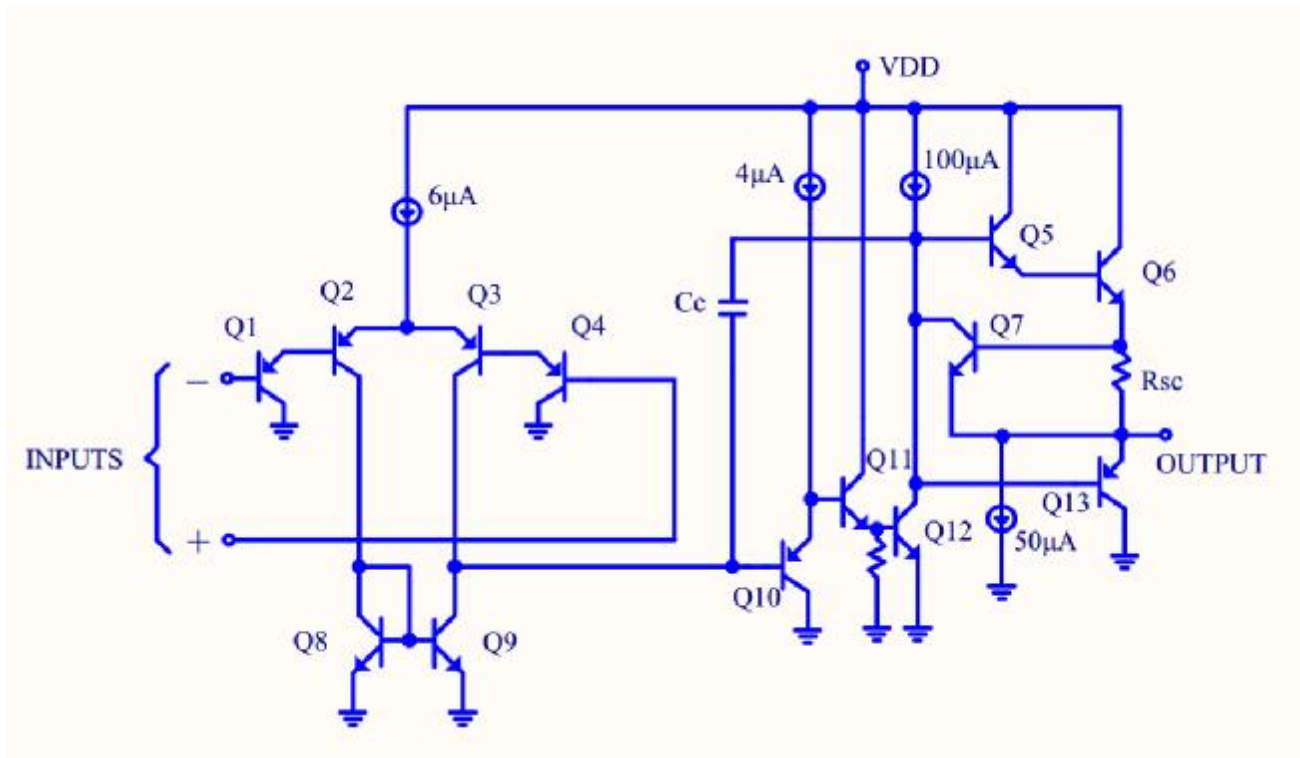 VDD
100μA
4μA
6μA
Q5
Q6
Q2
Q3
Q1
Q4
Cc
Q7
Rsc
−
INPUTS
+
Q11
OUTPUT
Q13
Q12
50μA
Q10
Q8
Q9